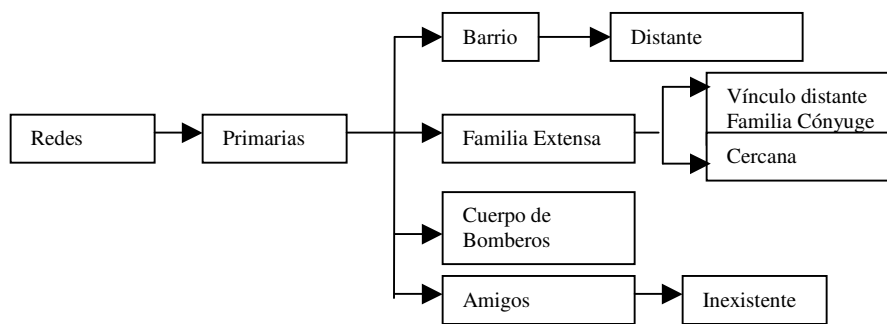 Barrio
Distante
Redes
Primarias
Familia Extensa
Vínculo distante
Familia Cónyuge
Cercana
Cuerpo de
Bomberos
Amigos
Inexistente